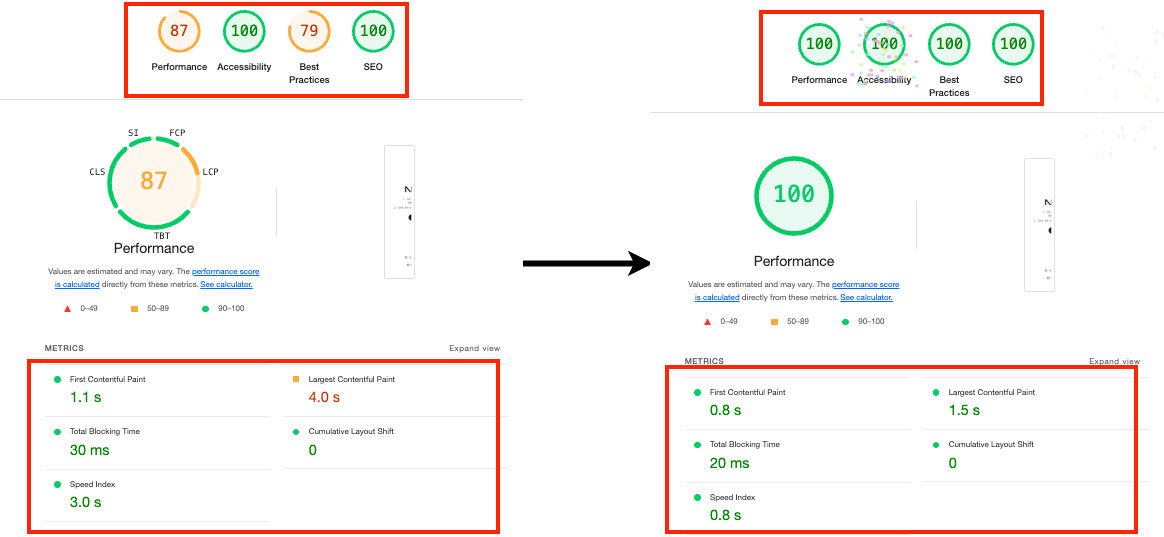 87 100 79 100
Performance Accessibility Best Practices SEO
SI FCP
CLS LCP
87
TBT
Performance
Values are estimated and may vary. The performance score
is calculated directly from these metrics. See calculator.
0–49 50–89 90–100
METRICS Expand view
First Contentful Paint Largest Contentful Paint
1.1 s 4.0 s
Total Blocking Time Cumulative Layout Shift
30 ms 0
Speed Index
3.0 s
100 100 100 100
Performance Accessibility Best Practices SEO
100
Performance
Values are estimated and may vary. The performance score
is calculated directly from these metrics. See calculator.
0–49 50–89 90–100
METRICS Expand view
First Contentful Paint Largest Contentful Paint
0.8 s 1.5 s
Total Blocking Time Cumulative Layout Shift
20 ms 0
Speed Index
0.8 s